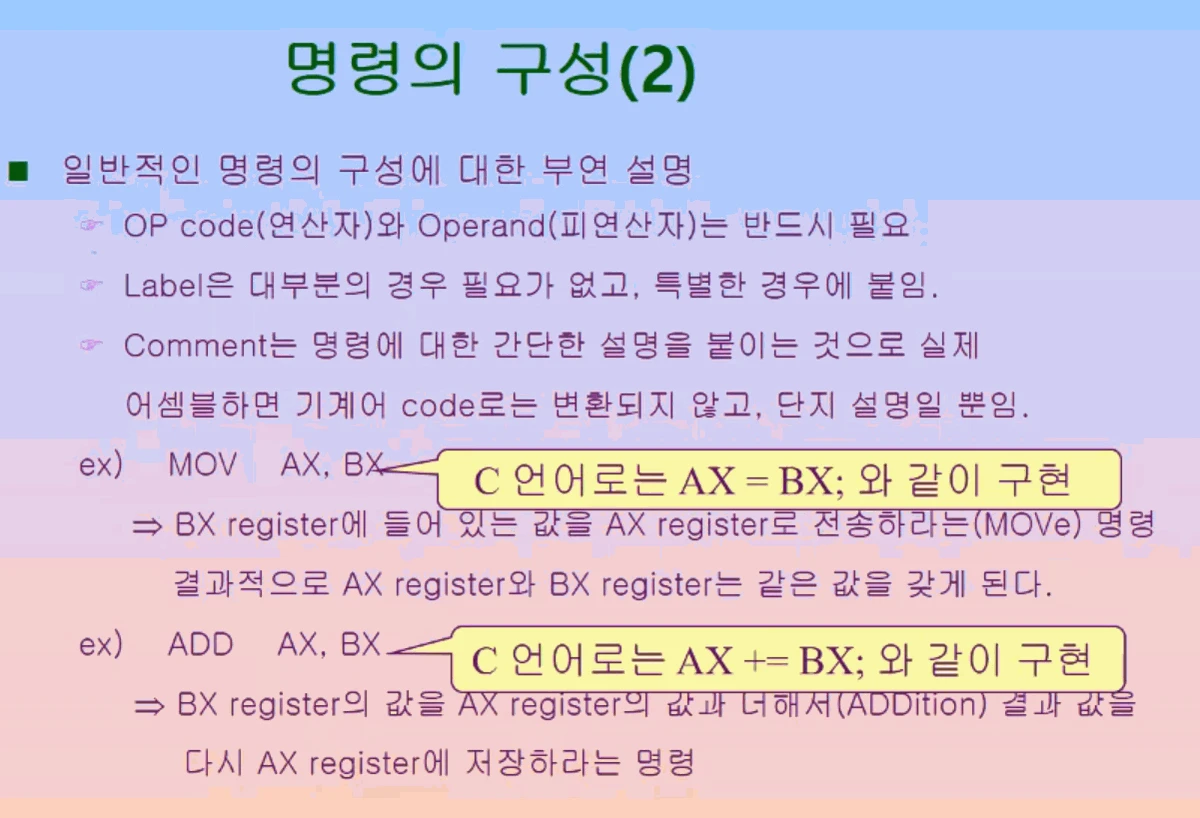 명령의 구성(2)
■ 일반적인 명령의 구성에 대한 부연 설명
☞ OP code(연산자)와 Operand(피연산자)는 반드시 필요
☞ Label은 대부분의 경우 필요가 없고, 특별한 경우에 붙임.
☞ Comment는 명령에 대한 간단한 설명을 붙이는 것으로 실제
어셈블하면 기계어 code로는 변환되지 않고, 단지 설명일 뿐임.
ex) MOV AX, BX
C 언어로는 AX = BX; 와 같이 구현
⇒ BX register에 들어 있는 값을 AX register로 전송하라는(MOVe) 명령
결과적으로 AX register와 BX register는 같은 값을 갖게 된다.
ex) ADD AX, BX
C 언어로는 AX += BX; 와 같이 구현
⇒ BX register의 값을 AX register의 값과 더해서(ADDition) 결과 값을
다시 AX register에 저장하라는 명령